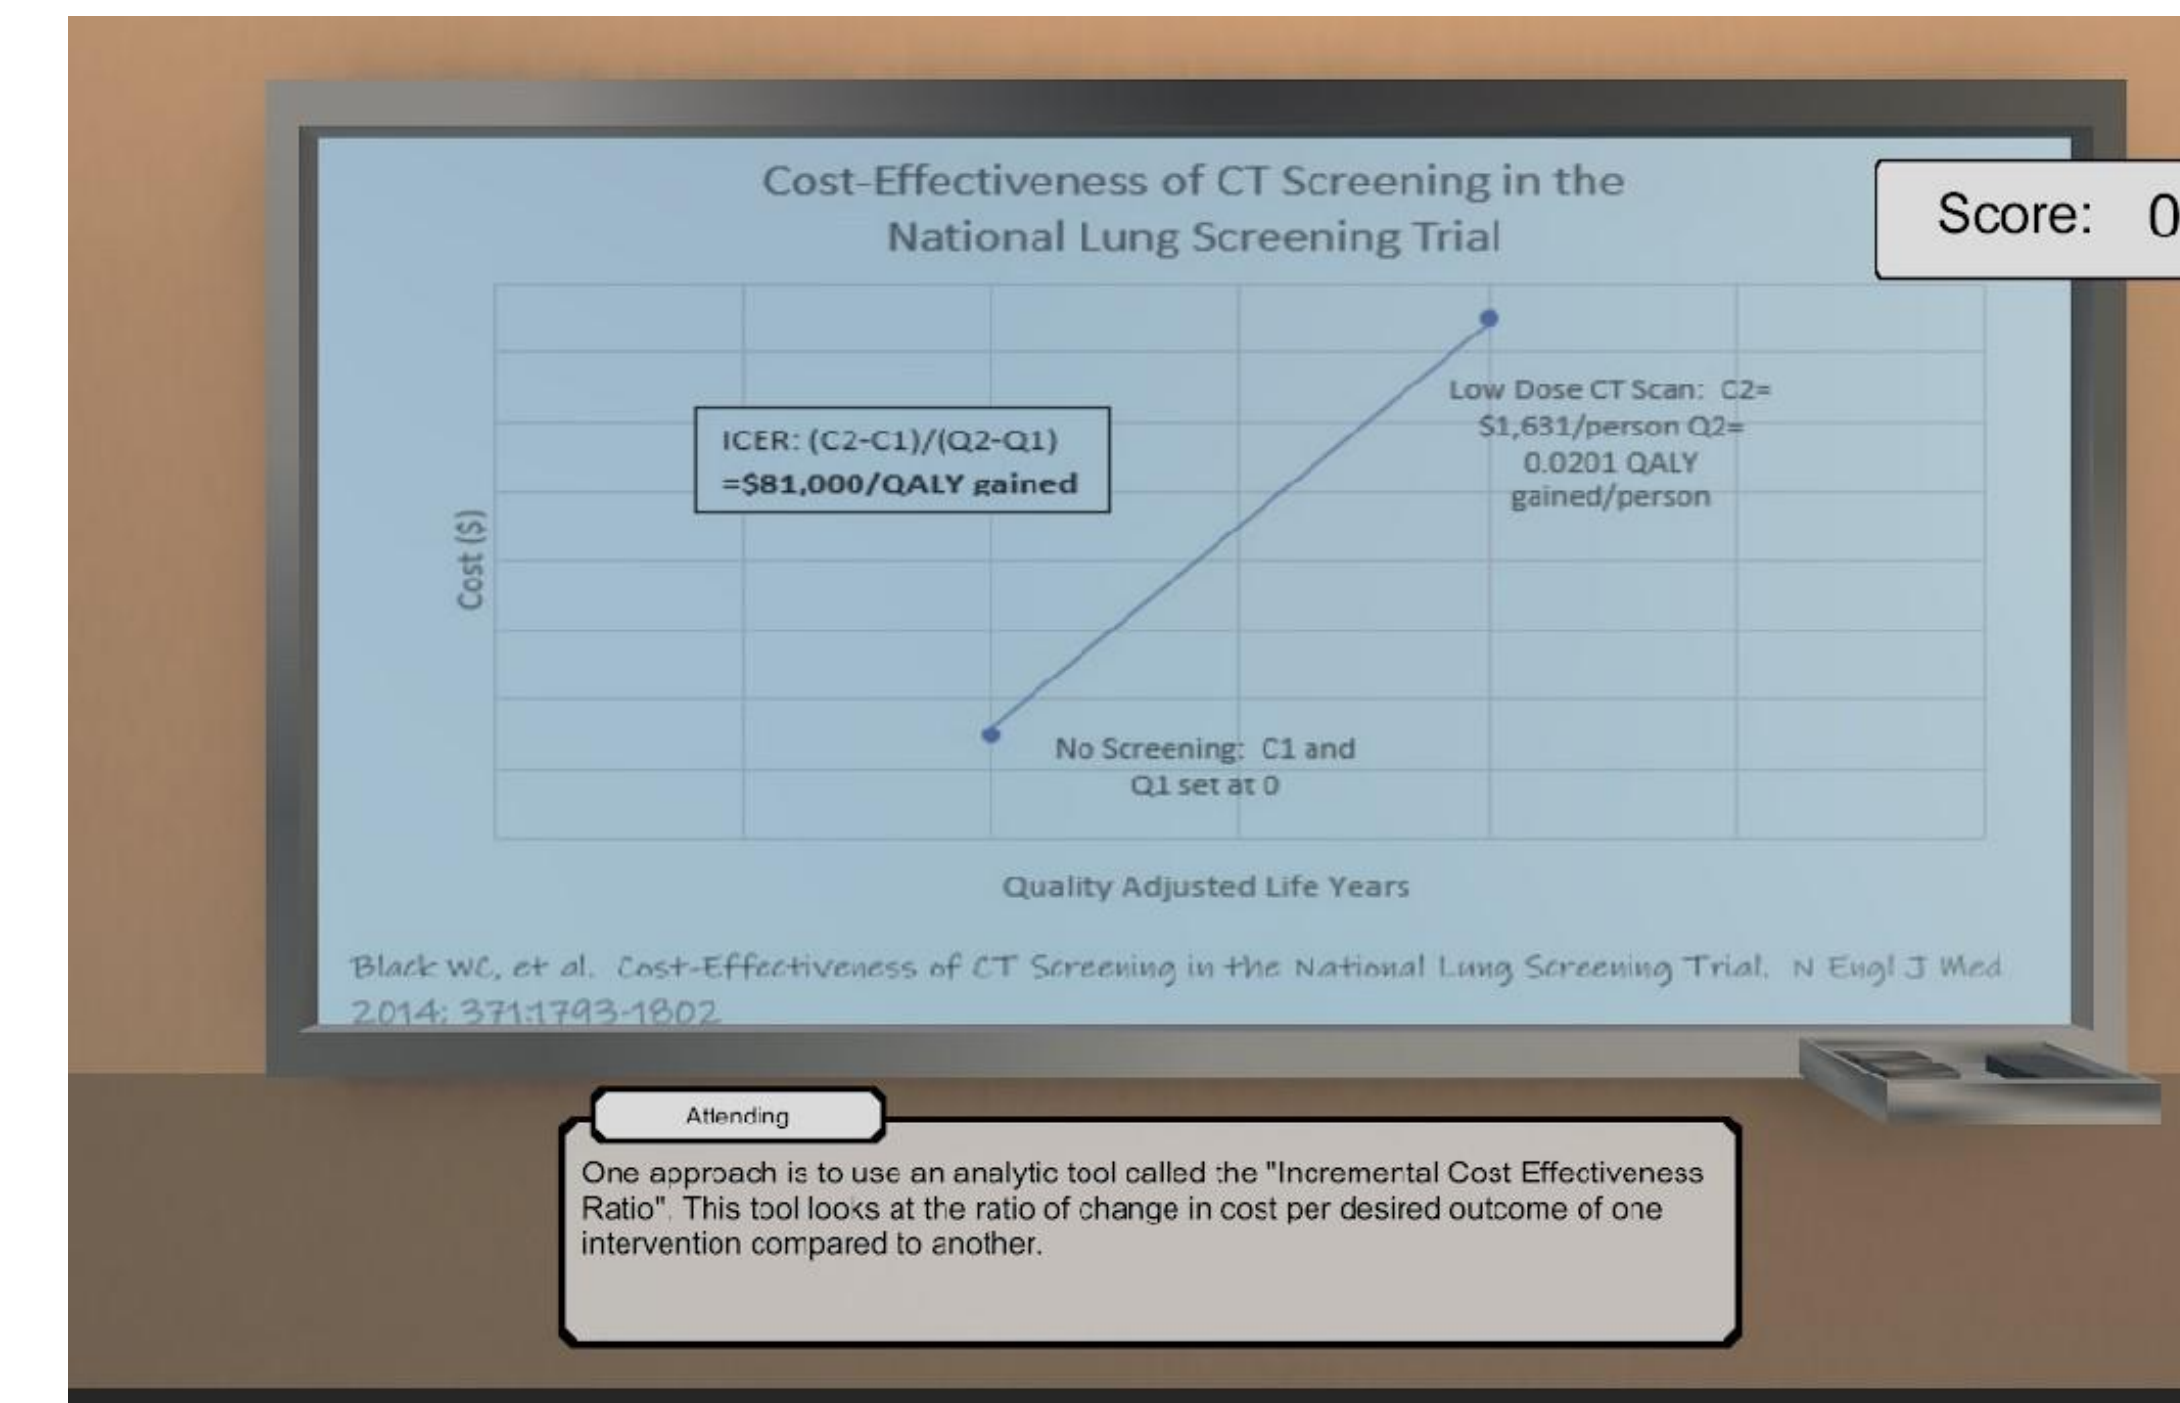 Cost-Effectiveness of CT Screening in the
National Lung Screening Trial
Score: 0
ICER: (C2-C1)/(Q2-Q1)
=$81,000/QALY gained
Low Dose CT Scan: C2=
$1,631/person Q2=
0.0201 QALY
gained/person
Cost ($)
No Screening: C1 and
Q1 set at 0
Quality Adjusted Life Years
Black WC, et al. Cost-Effectiveness of CT Screening in the National Lung Screening Trial. N Engl J Med
2014; 371:1793-1802
Attending
One approach is to use an analytic tool called the "Incremental Cost Effectiveness
Ratio". This tool looks at the ratio of change in cost per desired outcome of one
intervention compared to another.